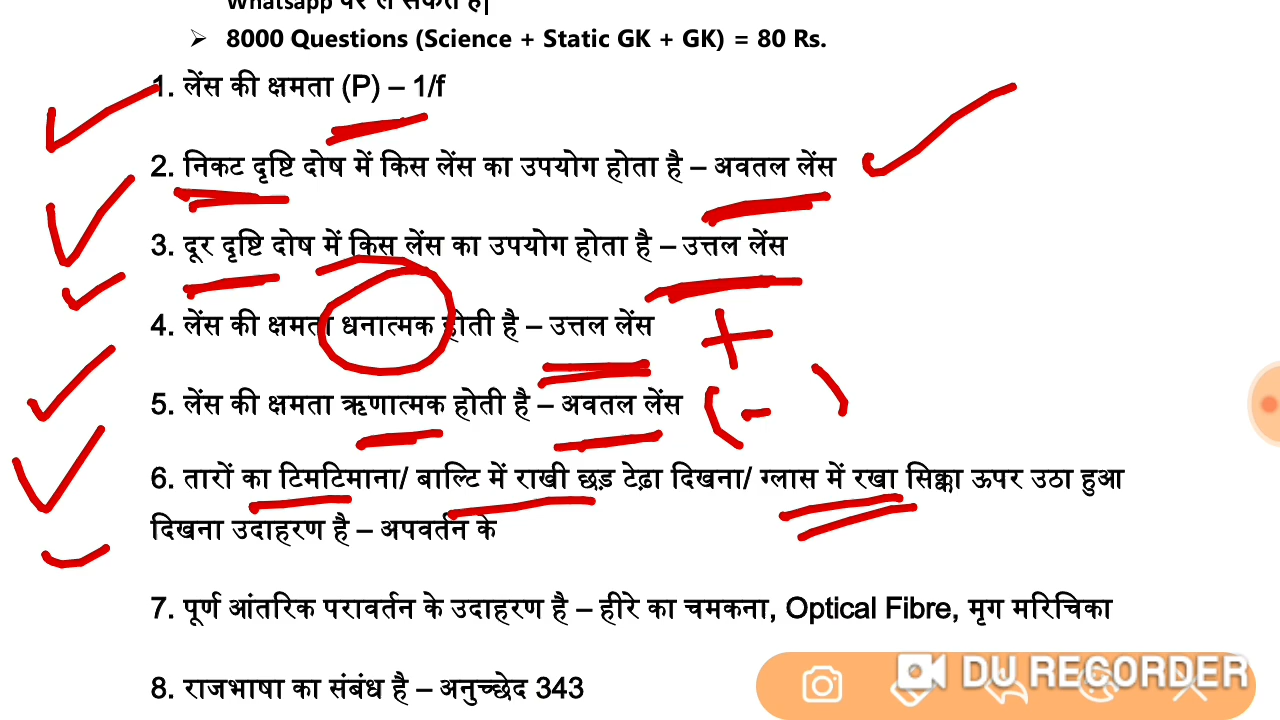 Whatsapp पर ले सकते है|
➢ 8000 Questions (Science + Static GK + GK) = 80 Rs.
1. लेंस की क्षमता (P) – 1/f
2. निकट दृष्टि दोष में किस लेंस का उपयोग होता है – अवतल लेंस
3. दूर दृष्टि दोष में किस लेंस का उपयोग होता है – उत्तल लेंस
4. लेंस की क्षमता धनात्मक होती है – उत्तल लेंस +
5. लेंस की क्षमता ऋणात्मक होती है – अवतल लेंस (-)
6. तारों का टिमटिमाना/ बाल्टि में राखी छड़ टेढ़ा दिखना/ ग्लास में रखा सिक्का ऊपर उठा हुआ
दिखना उदाहरण है – अपवर्तन के
7. पूर्ण आंतरिक परावर्तन के उदाहरण है – हीरे का चमकना, Optical Fibre, मृग मरिचिका
8. राजभाषा का संबंध है – अनुच्छेद 343
DU RECORDER